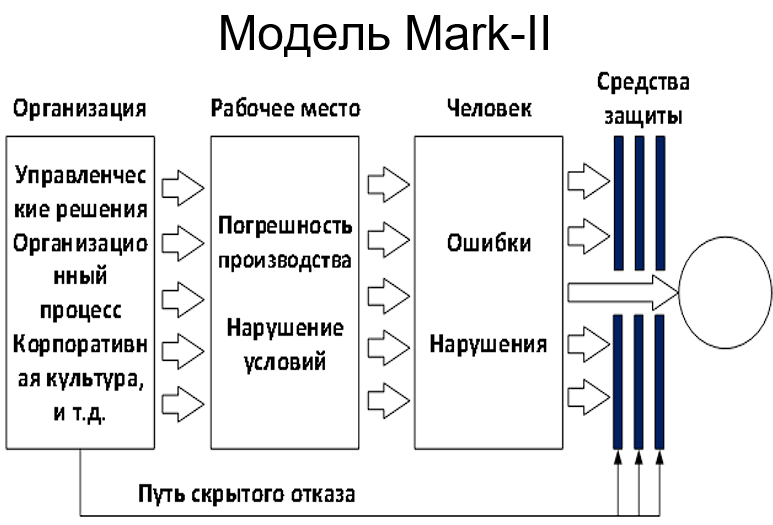 Модель Mark-II
Организация
Рабочее место
Человек
Средства
защиты
Управленчес
кие решения
Организацио
нный
процесс
Корпоративн
ая культура,
и т.д.
Погрешность
производства
Нарушение
условий
Ошибки
Нарушения
Путь скрытого отказа